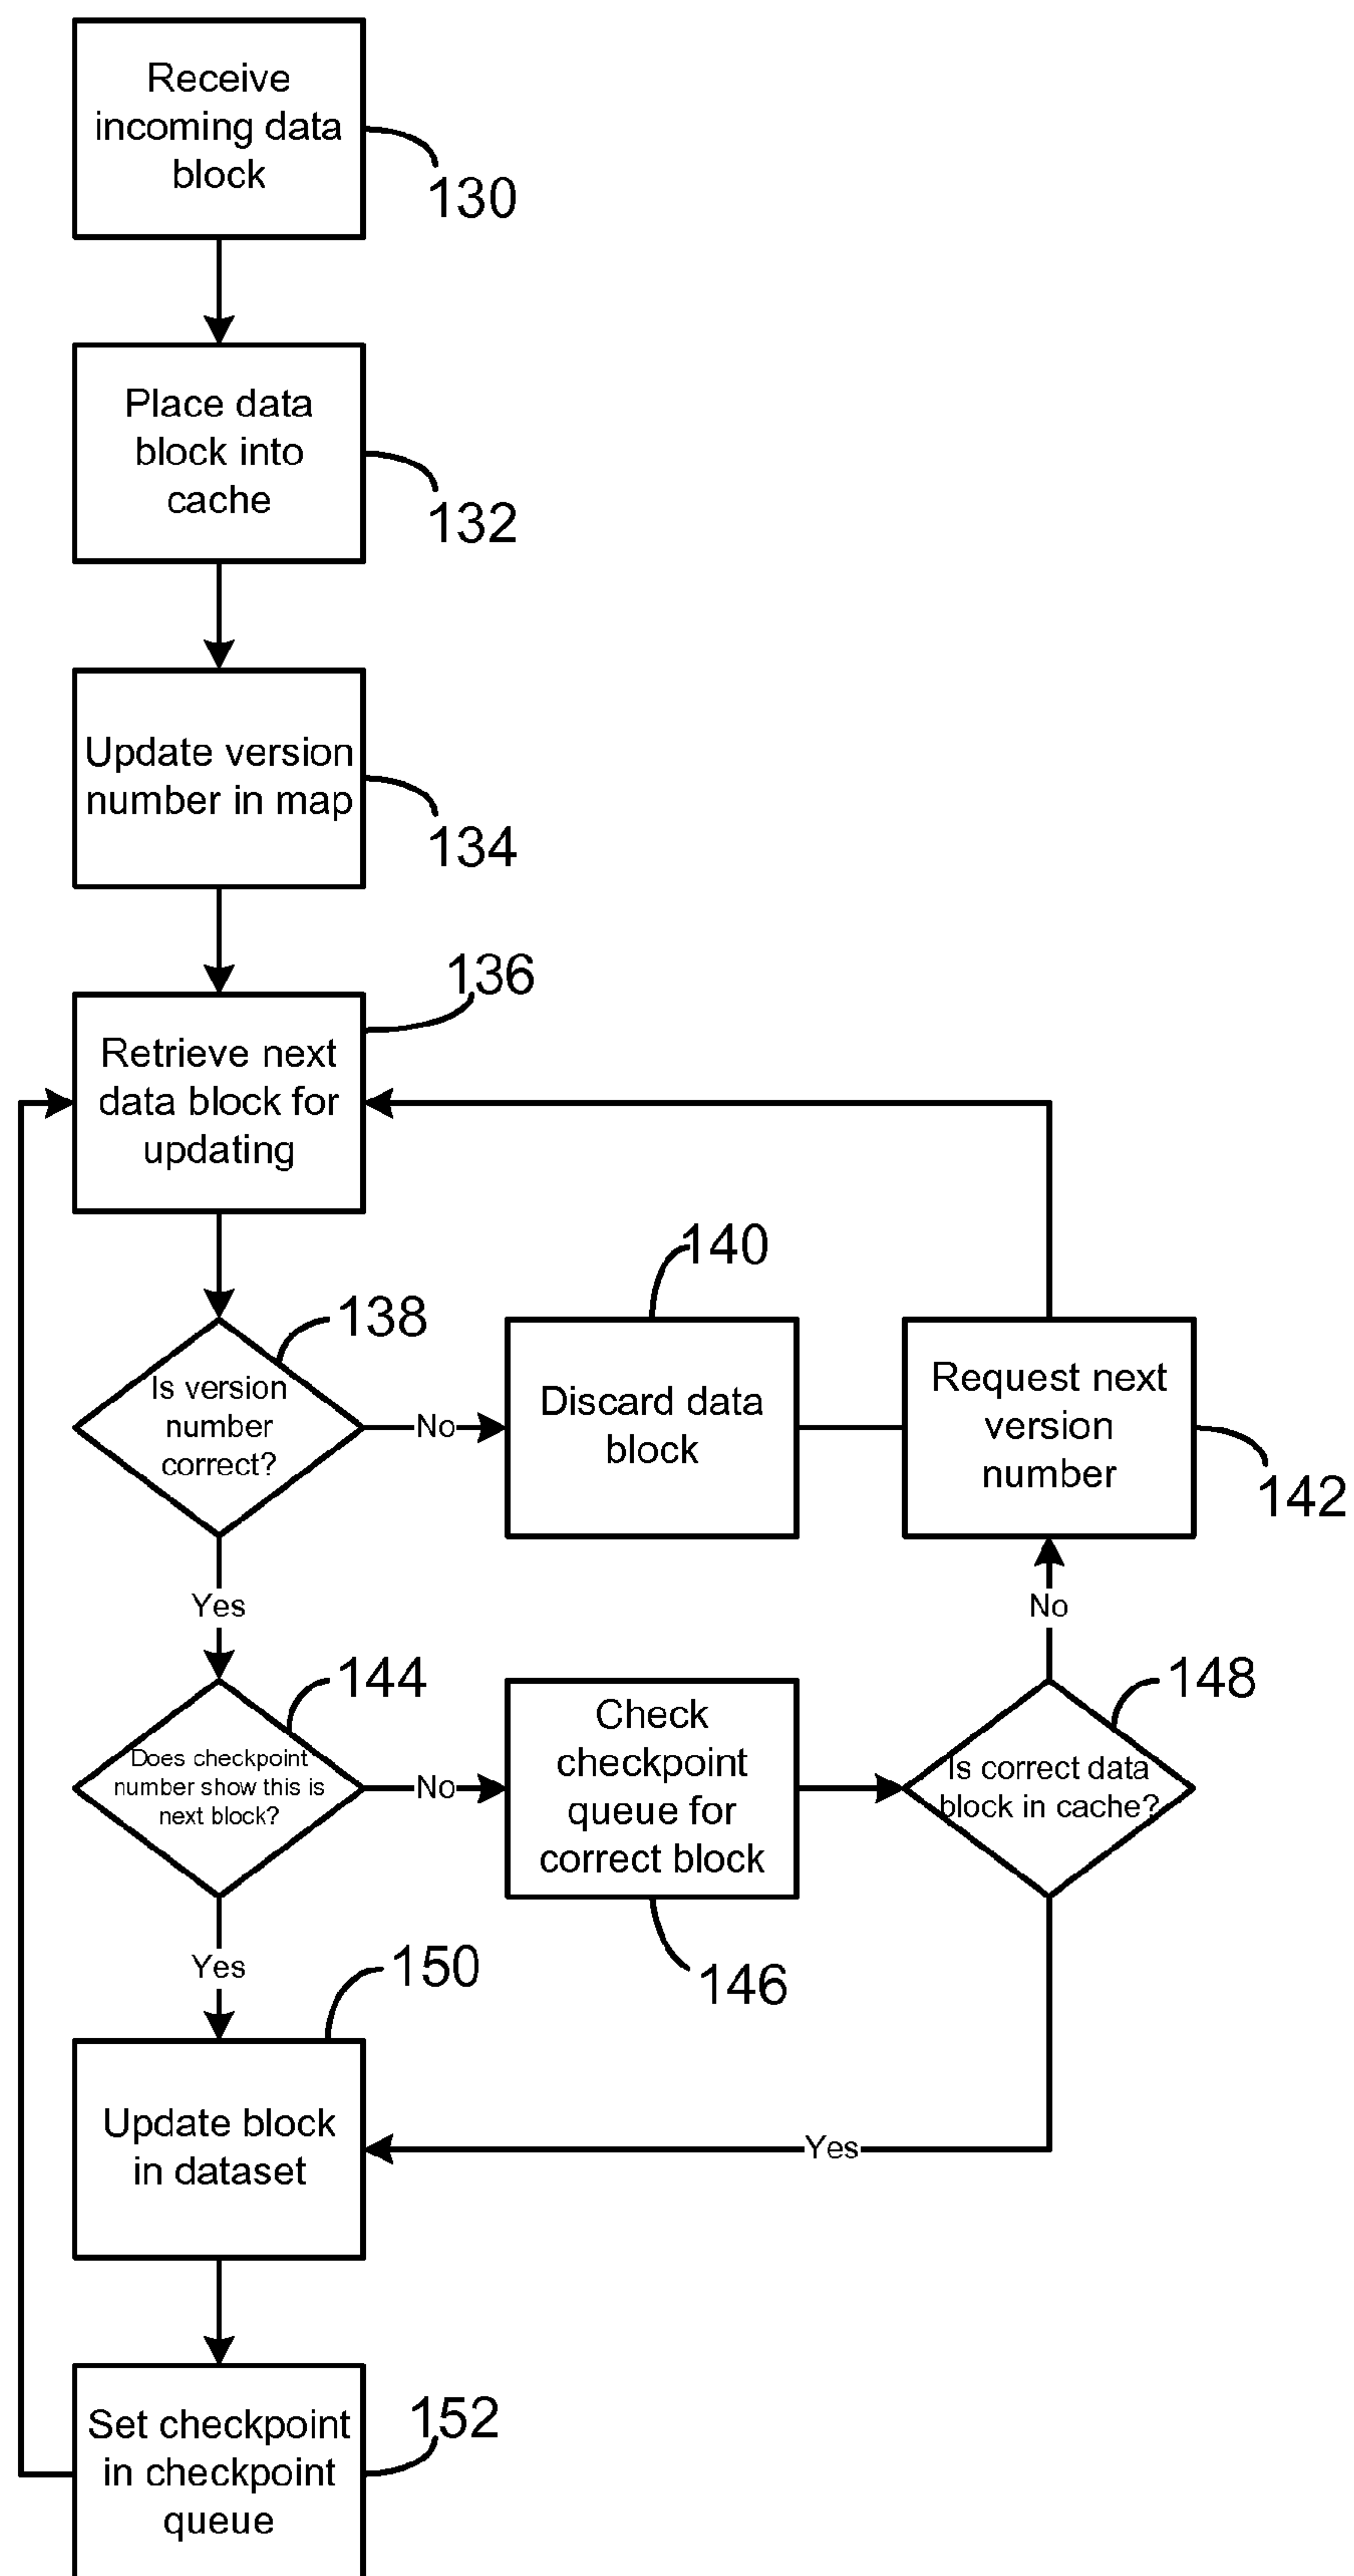 Receive
incoming data
block
130
Place data
block into
cache
132
Update version
number in map
134
136
Retrieve next
data block for
updating
138
Is version
number
correct?
No
140
Discard data
block
Request next
version
number
142
Yes
No
144
Does checkpoint
number show this is
next block?
No
Check
checkpoint
queue for
correct block
146
148
Is correct data
block in cache?
Yes
150
Update block
in dataset
Yes
152
Set checkpoint
in checkpoint
queue